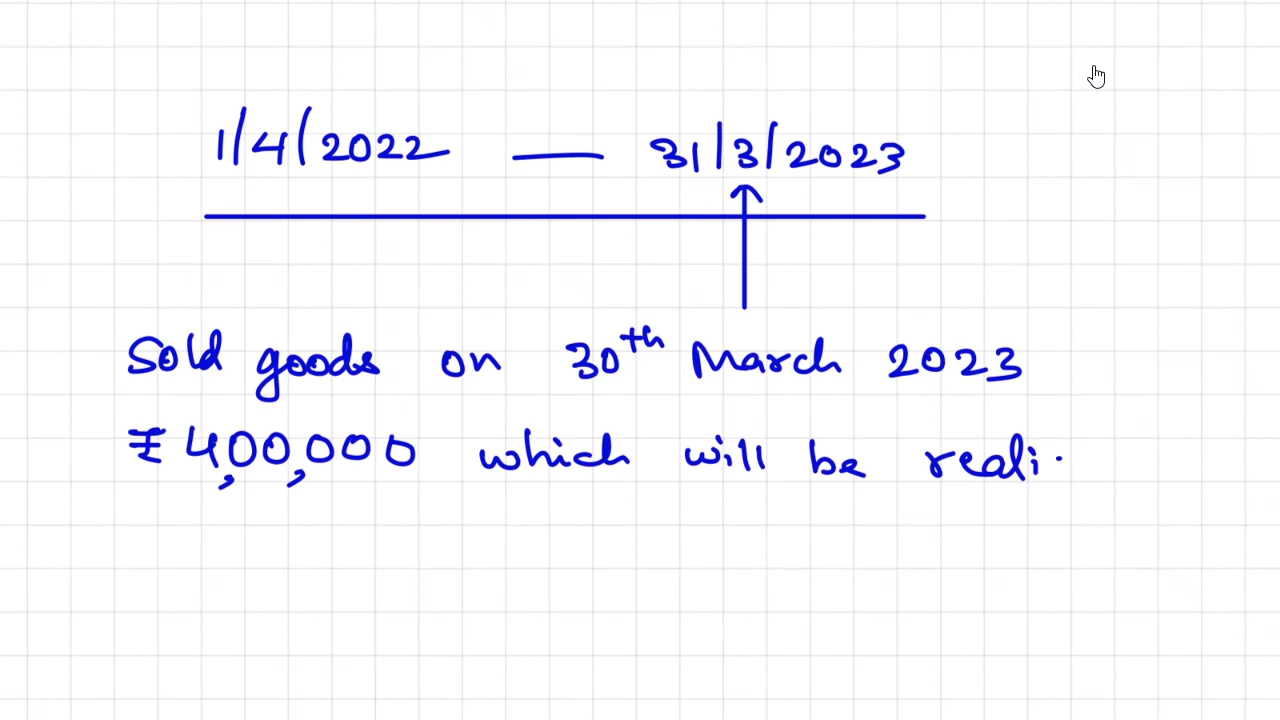 1/4/2022 — 31/3/2023
Sold goods on 30th March 2023
₹ 4,00,000 which will be reali